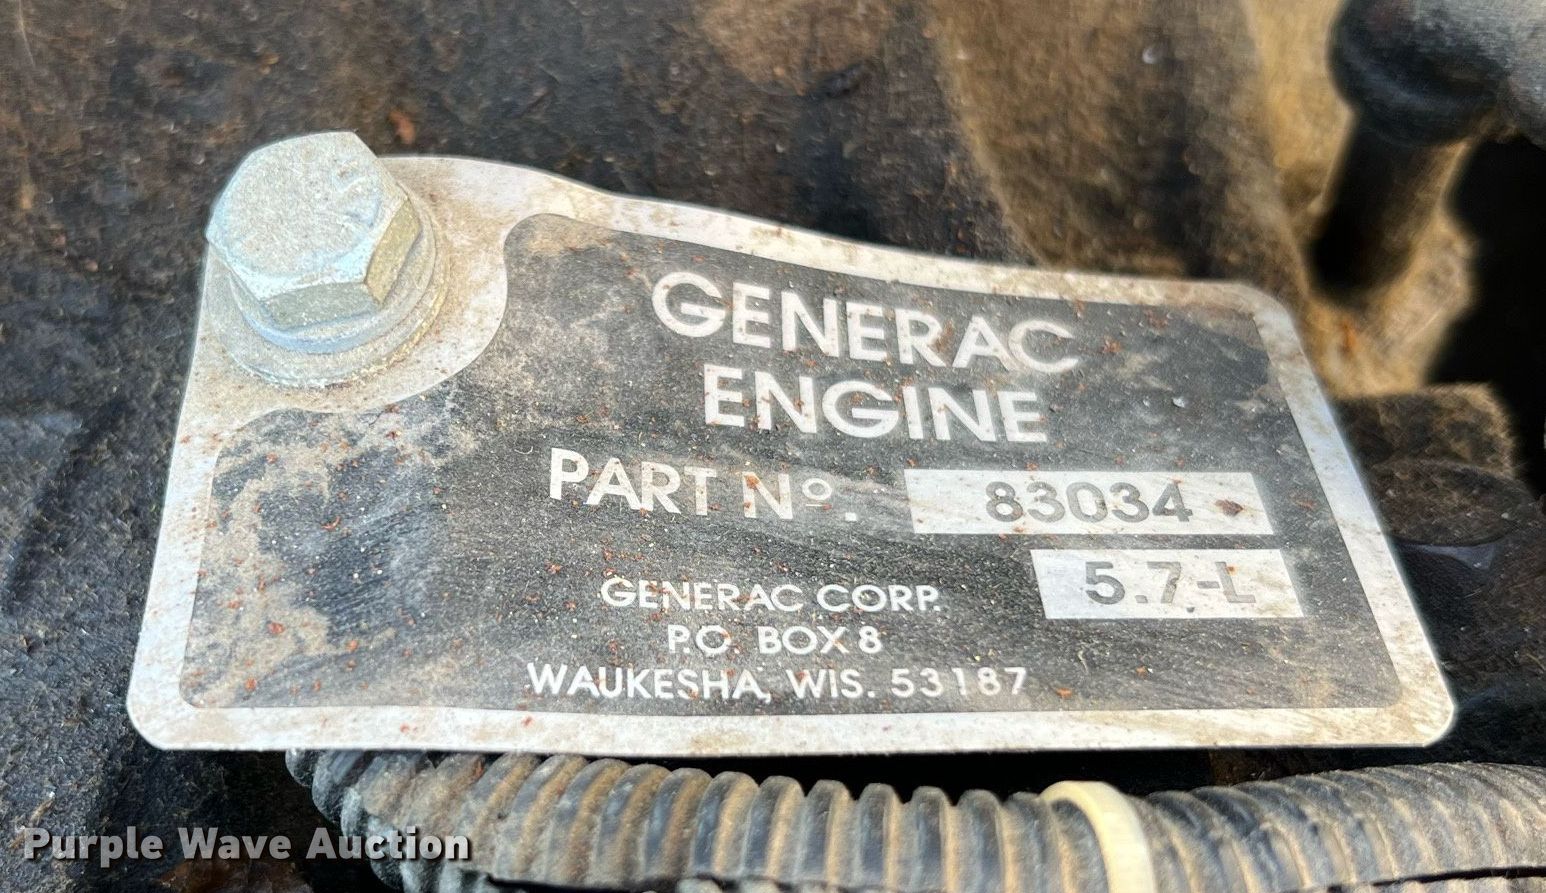 GENERAC
ENGINE
PART Nº. 83034
5.7-L
GENERAC CORP.
P.O. BOX 8
WAUKESHA, WIS. 53187
Purple Wave Auction